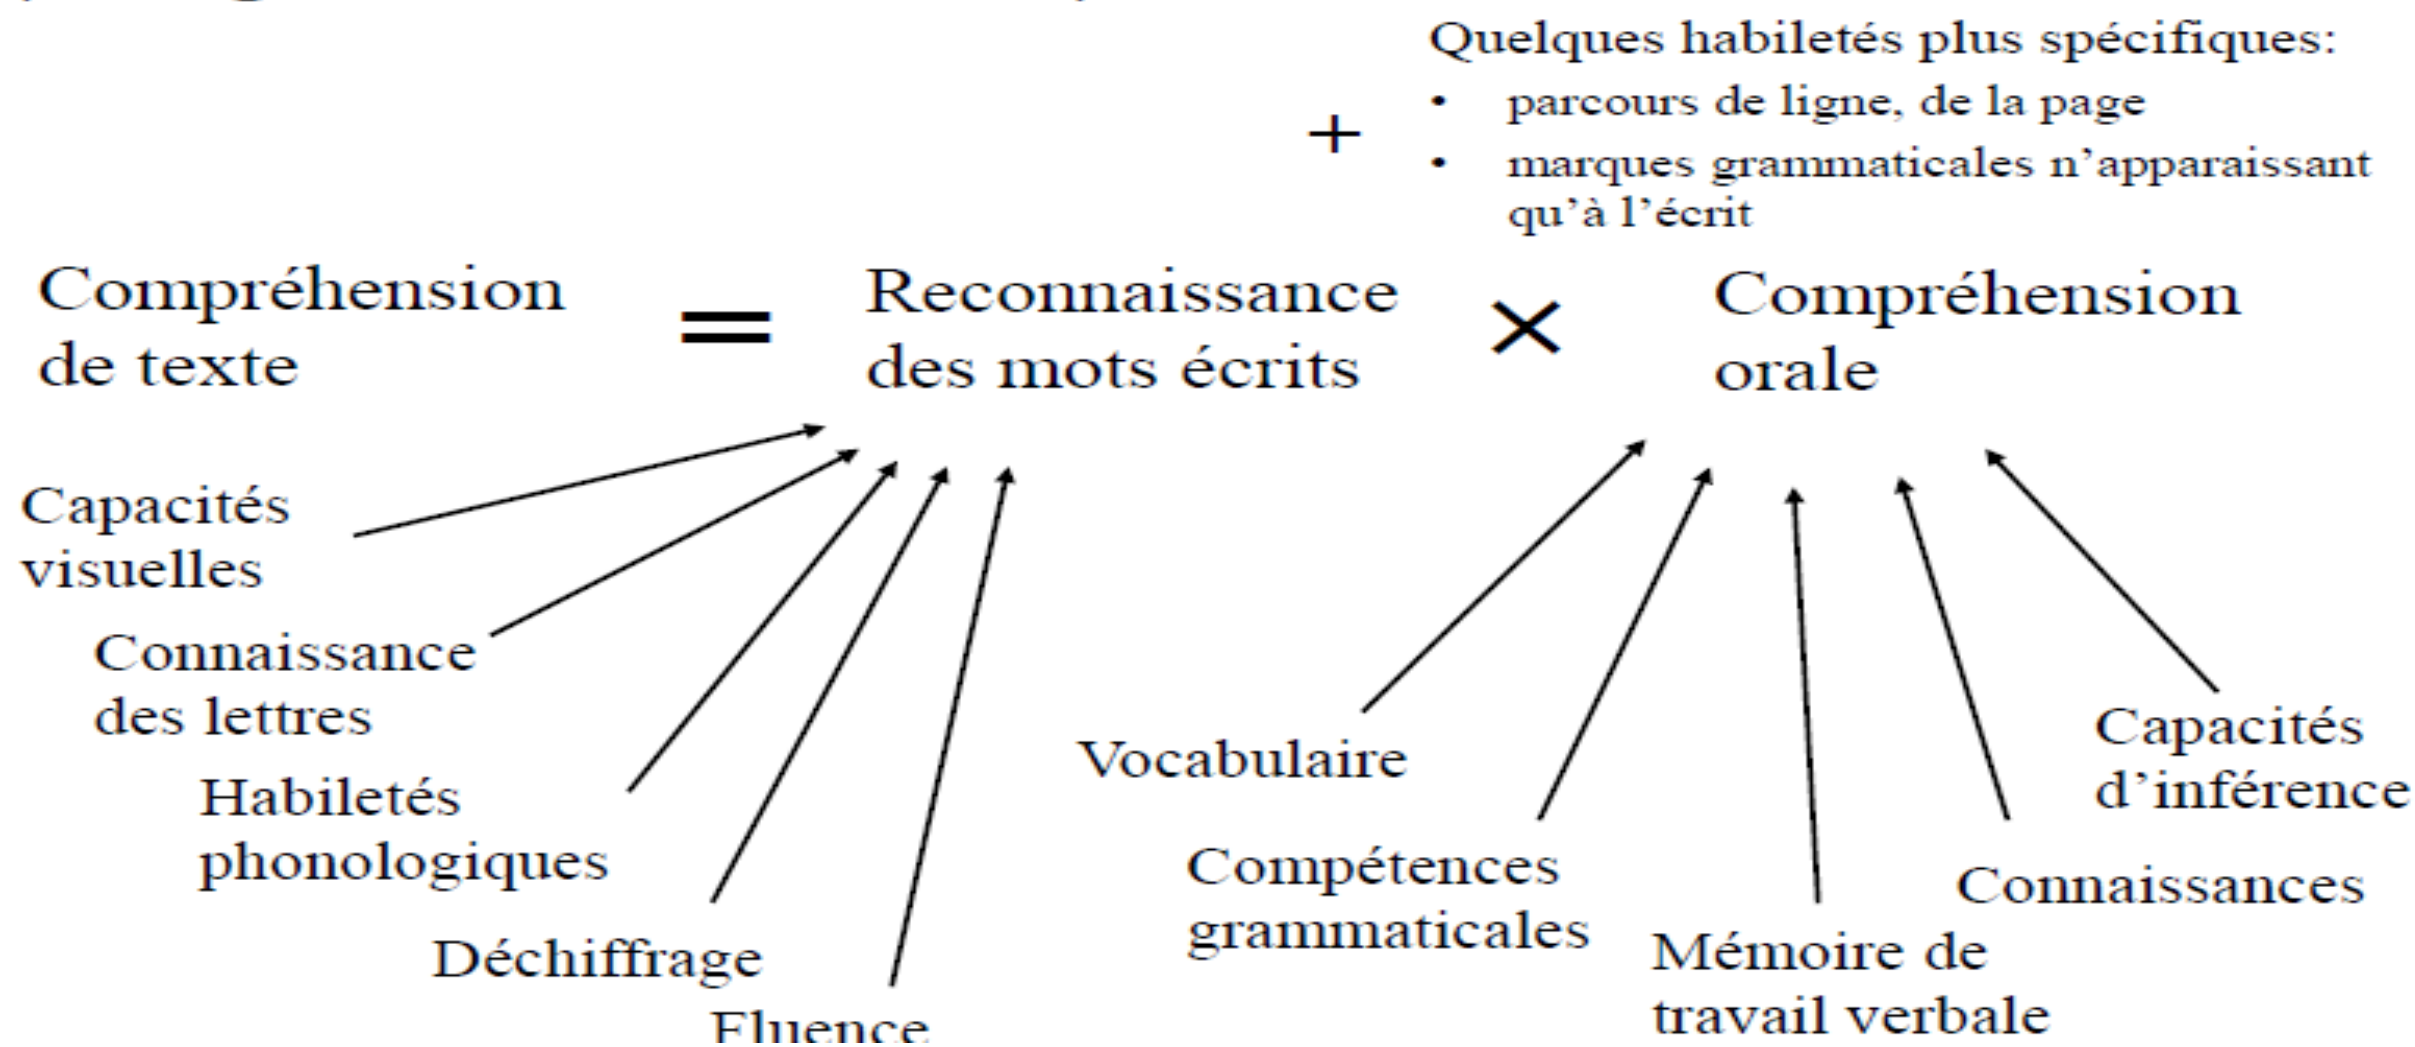 Quelques habiletés plus spécifiques:
+
• parcours de ligne, de la page
• marques grammaticales n’apparaissant
qu’à l’écrit
Compréhension
de texte
=
Reconnaissance
des mots écrits
×
Compréhension
orale
Capacités
visuelles
Connaissance
des lettres
Habiletés
phonologiques
Déchiffrage
Fluence
Vocabulaire
Compétences
grammaticales
Mémoire de
travail verbale
Connaissances
Capacités
d’inférence